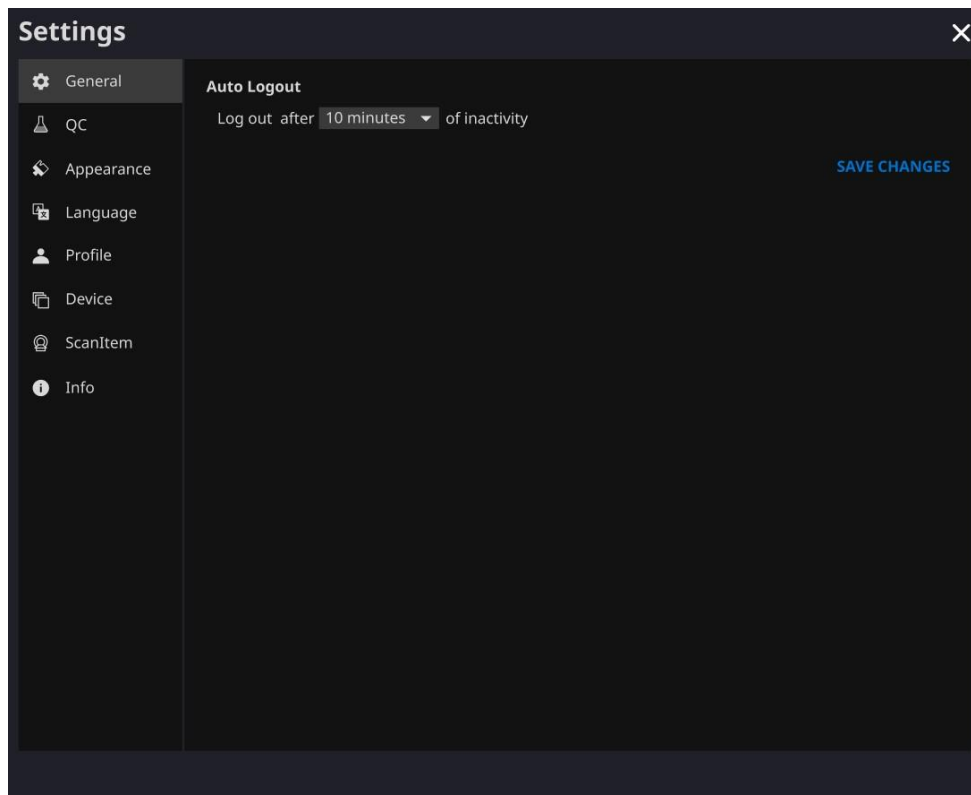 Settings
General
QC
Appearance
Language
Profile
Device
ScanItem
Info
Auto Logout
Log out after 10 minutes of inactivity
SAVE CHANGES